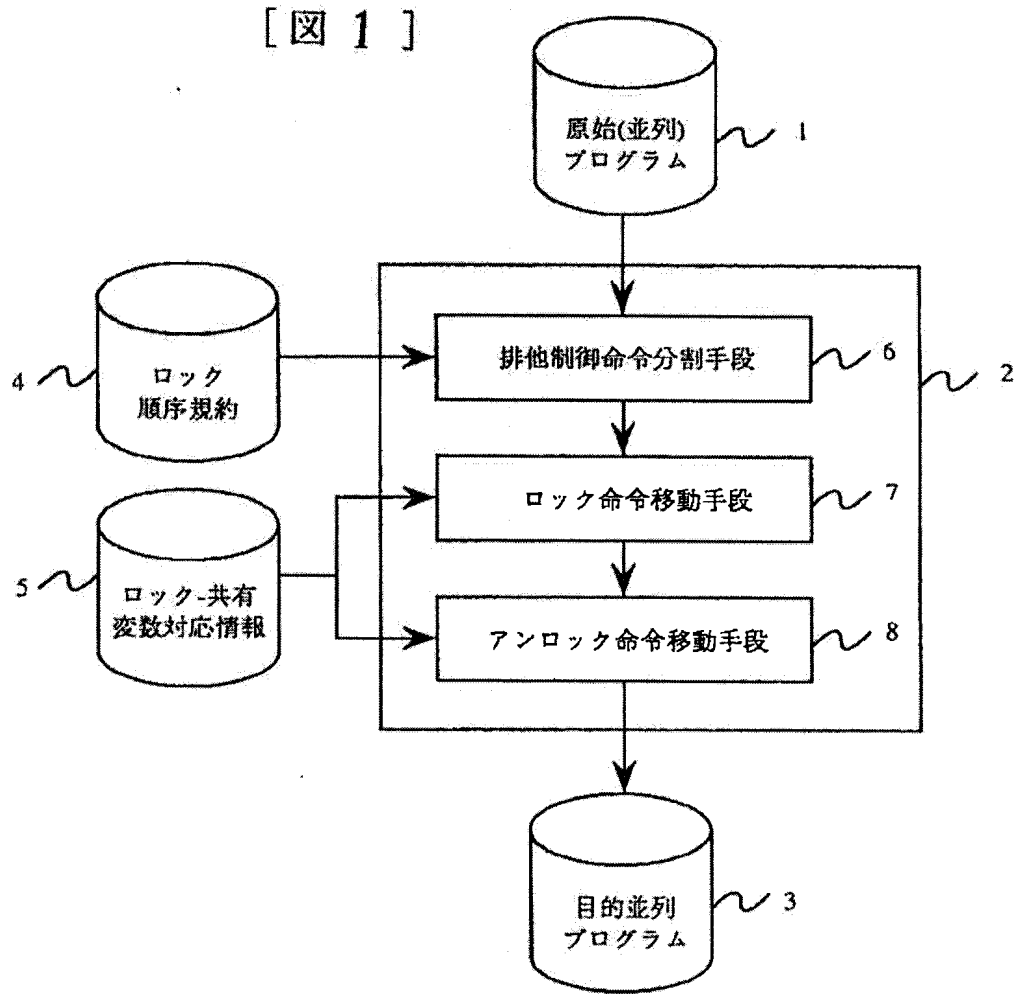 [図 1]
原始(並列)
プログラム
1
ロック
順序規約
4
排他制御命令分割手段
6
2
ロック命令移動手段
7
ロック-共有
変数対応情報
5
アンロック命令移動手段
8
目的並列
プログラム
3